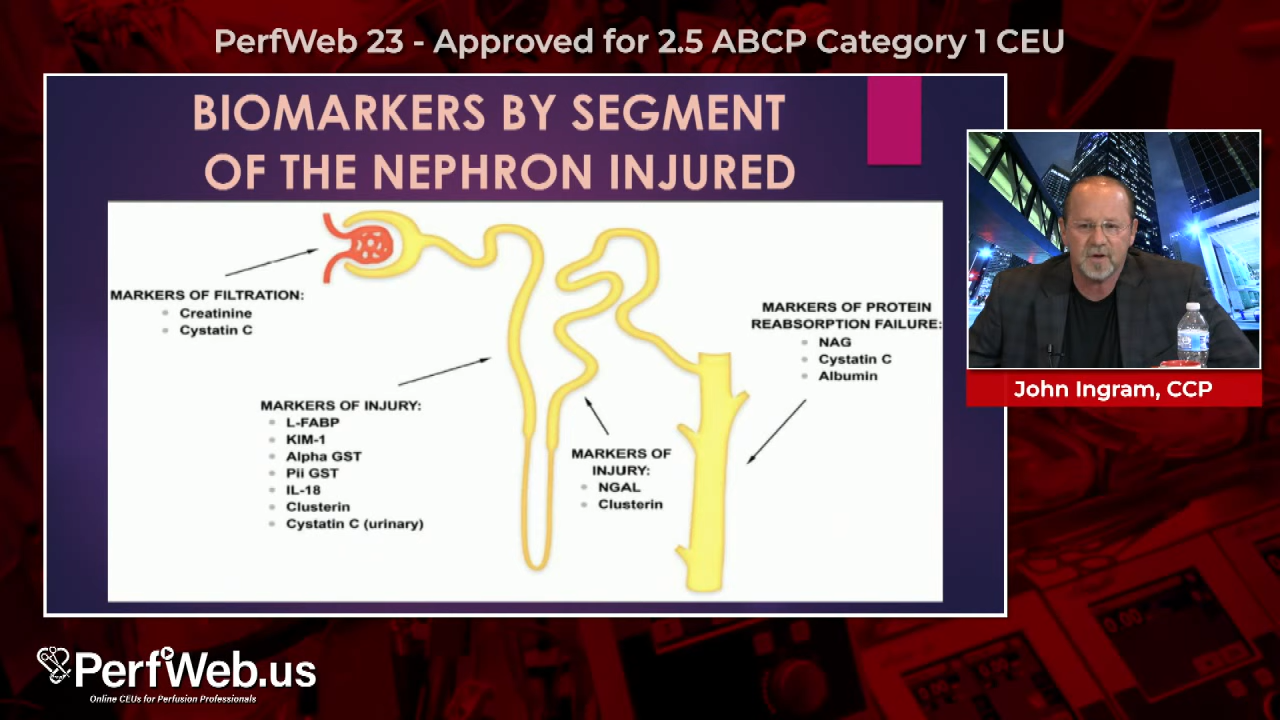 PerfWeb 23 - Approved for 2.5 ABCP Category 1 CEU
BIOMARKERS BY SEGMENT
OF THE NEPHRON INJURED
MARKERS OF FILTRATION:
Creatinine
Cystatin C
MARKERS OF INJURY:
L-FABP
KIM-1
Alpha GST
Pii GST
IL-18
Clusterin
Cystatin C (urinary)
MARKERS OF
INJURY:
NGAL
Clusterin
MARKERS OF PROTEIN
REABSORPTION FAILURE:
NAG
Cystatin C
Albumin
John Ingram, CCP
PerfWeb.us
Online CEUs for Perfusion Professionals